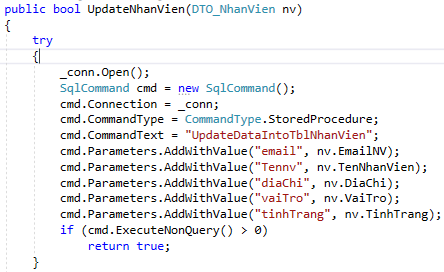 public bool UpdateNhanVien(DTO_NhanVien nv)
{
    try
    {
        _conn.Open();
        SqlCommand cmd = new SqlCommand();
        cmd.Connection = _conn;
        cmd.CommandType = CommandType.StoredProcedure;
        cmd.CommandText = "UpdateDataIntoTblNhanVien";
        cmd.Parameters.AddWithValue("email", nv.EmailNV);
        cmd.Parameters.AddWithValue("Tennv", nv.TenNhanVien);
        cmd.Parameters.AddWithValue("diaChi", nv.DiaChi);
        cmd.Parameters.AddWithValue("vaiTro", nv.VaiTro);
        cmd.Parameters.AddWithValue("tinhTrang", nv.TinhTrang);
        if (cmd.ExecuteNonQuery() > 0)
            return true;
    }